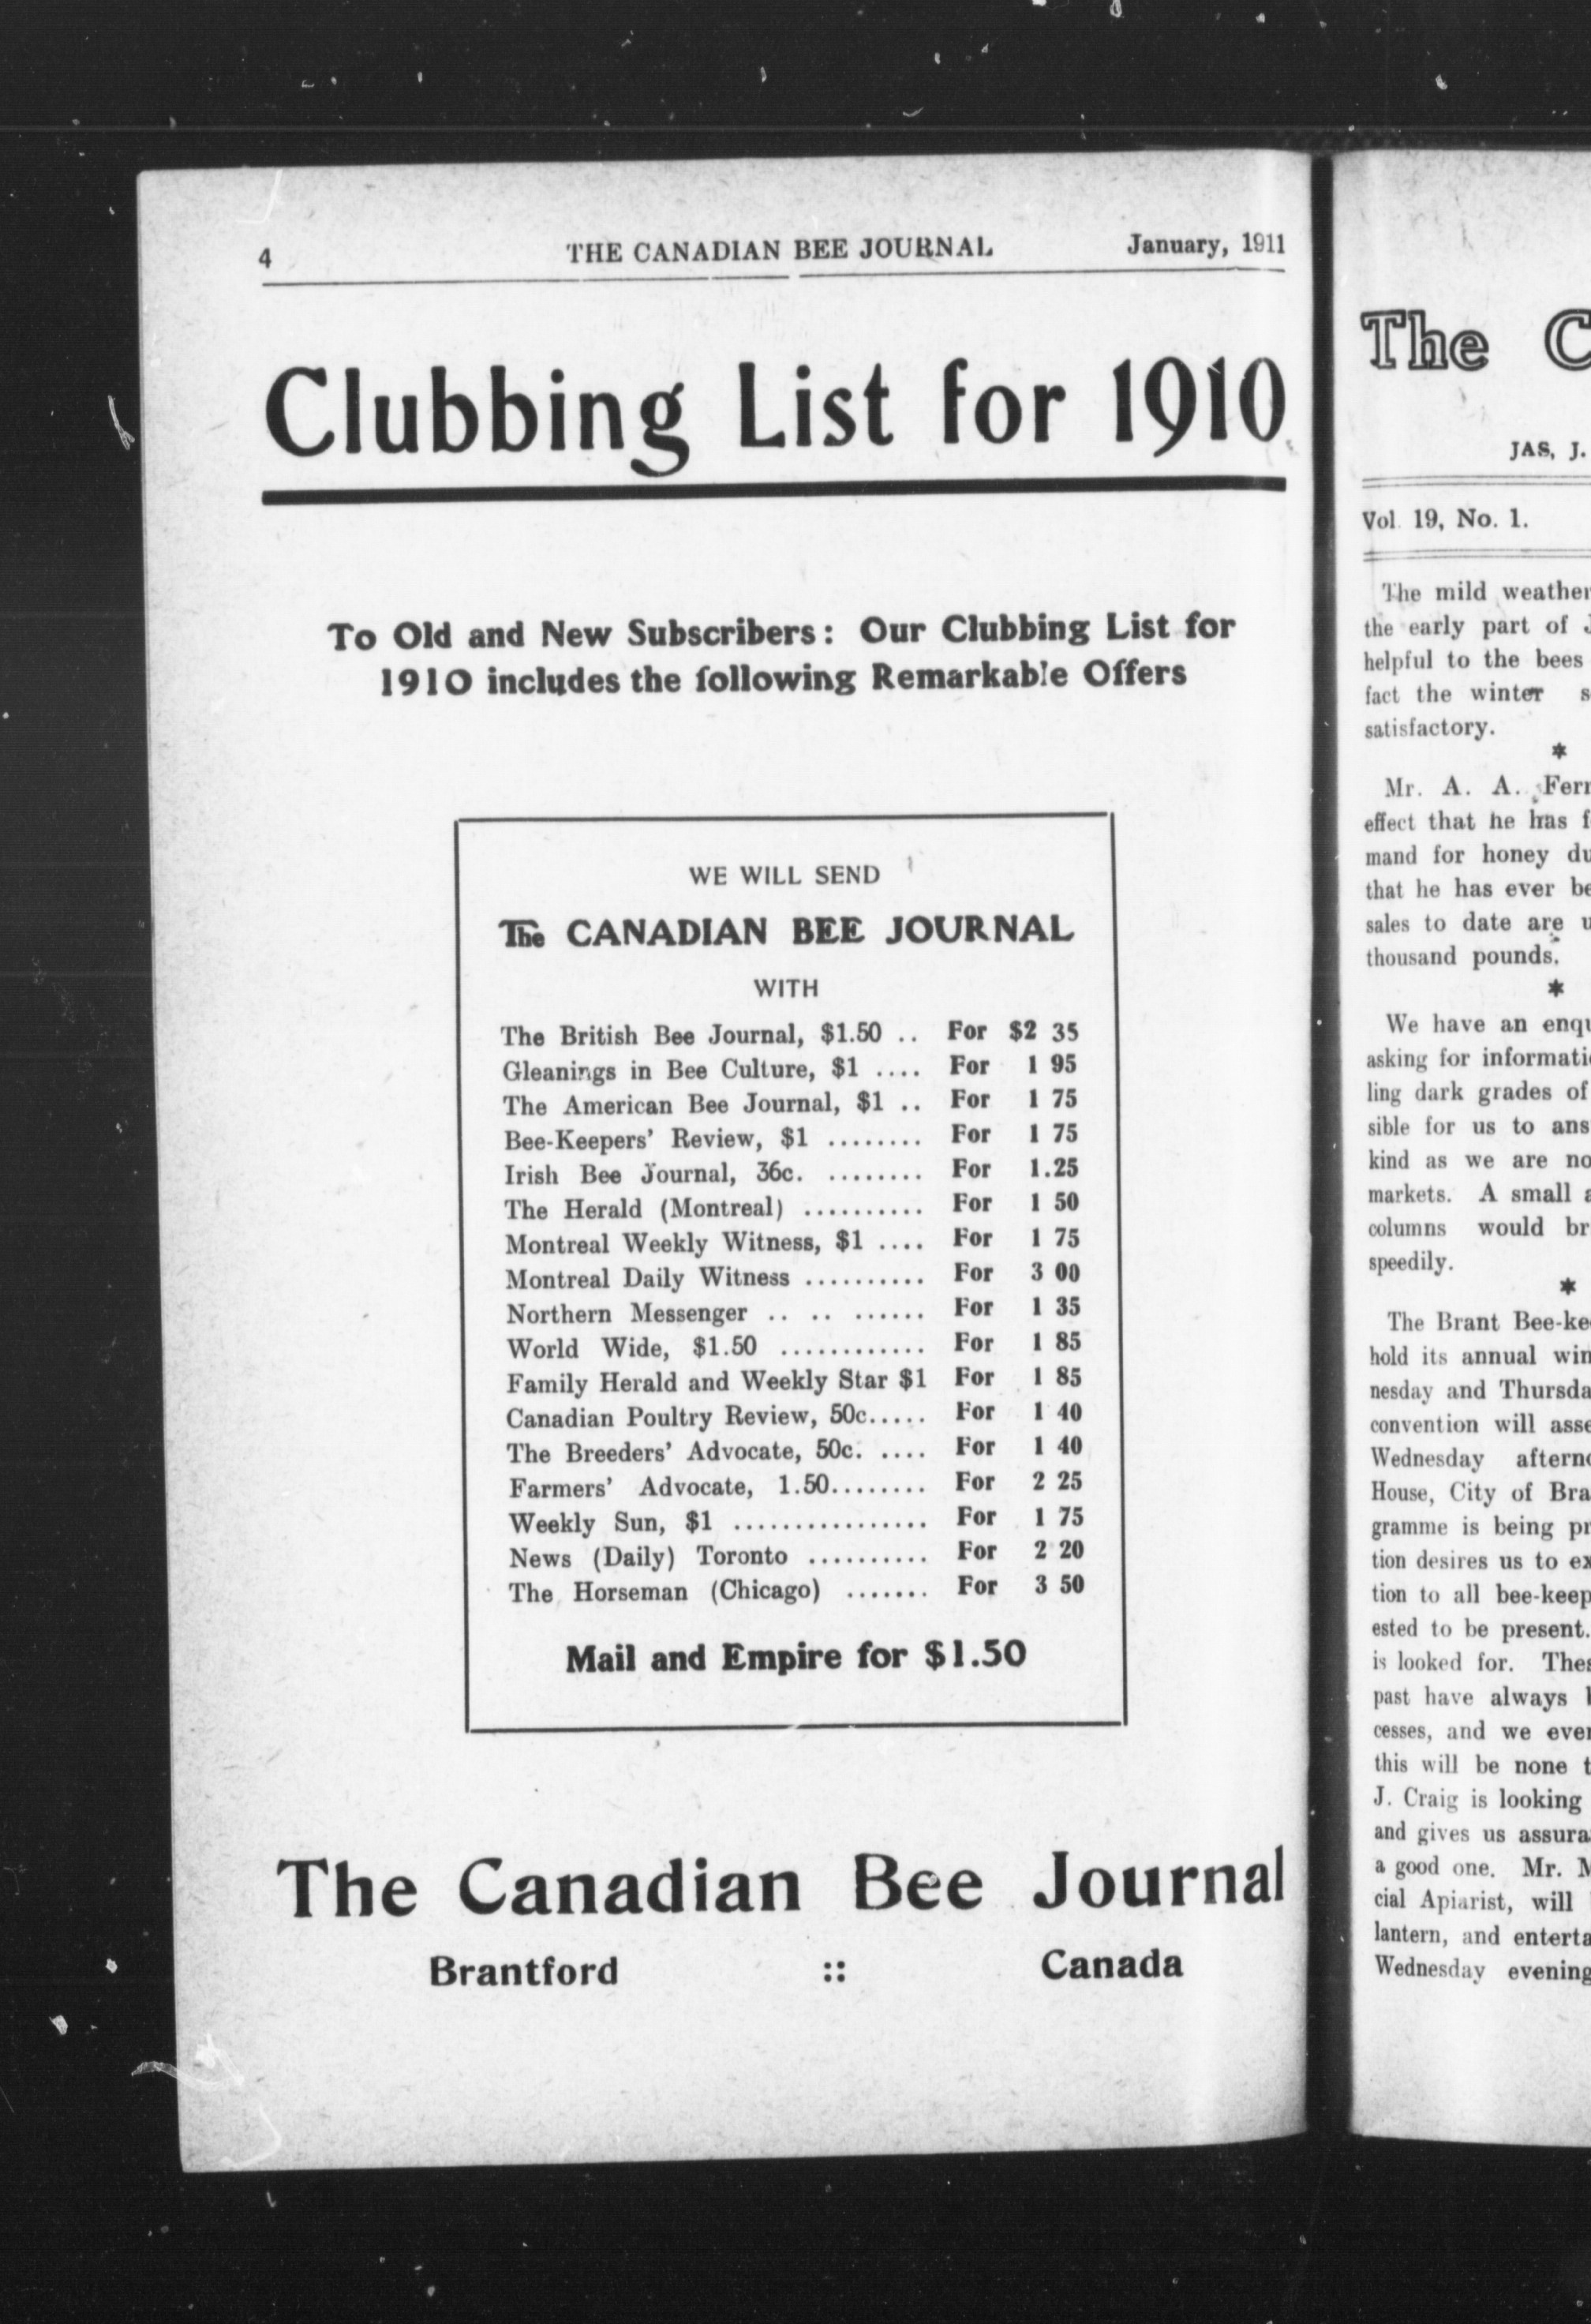 4 THE CANADIAN BEE JOURNAL January, 1911
Clubbing List for 1910
To Old and New Subscribers: Our Clubbing List for
1910 includes the following Remarkable Offers
WE WILL SEND
The CANADIAN BEE JOURNAL
WITH
The British Bee Journal, $1.50 .. For $2 35
Gleanings in Bee Culture, $1 .... For 1 95
The American Bee Journal, $1 .. For 1 75
Bee-Keepers' Review, $1 ........ For 1 75
Irish Bee Journal, 36c. ........ For 1.25
The Herald (Montreal) .......... For 1 50
Montreal Weekly Witness, $1 .... For 1 75
Montreal Daily Witness .......... For 3 00
Northern Messenger .. .. ...... For 1 35
World Wide, $1.50 ............ For 1 85
Family Herald and Weekly Star $1 For 1 85
Canadian Poultry Review, 50c..... For 1 40
The Breeders' Advocate, 50c. .... For 1 40
Farmers' Advocate, 1.50........ For 2 25
Weekly Sun, $1 ................ For 1 75
News (Daily) Toronto .......... For 2 20
The Horseman (Chicago) ....... For 3 50
Mail and Empire for $1.50
The Canadian Bee Journal
Brantford :: Canada
The C
JAS, J.
Vol 19, No. 1.
The mild weather
the early part of
helpful to the bees
fact the winter
satisfactory.
*
Mr. A. A.
effect that he has
mand for honey
that he has ever
sales to date are
thousand pounds.
*
We have an
asking for
ling dark grades of
sible for us to
kind as we are
markets. A small
columns would
speedily.
*
The Brant
hold its annual
nesday and
convention will
Wednesday
House, City of
gramme is being
tion desires us to
tion to all
ested to be present.
is looked for.
past have always
cesses, and we
this will be none
J. Craig is looking
and gives us
a good one. Mr.
cial Apiarist, will
lantern, and
Wednesday evening